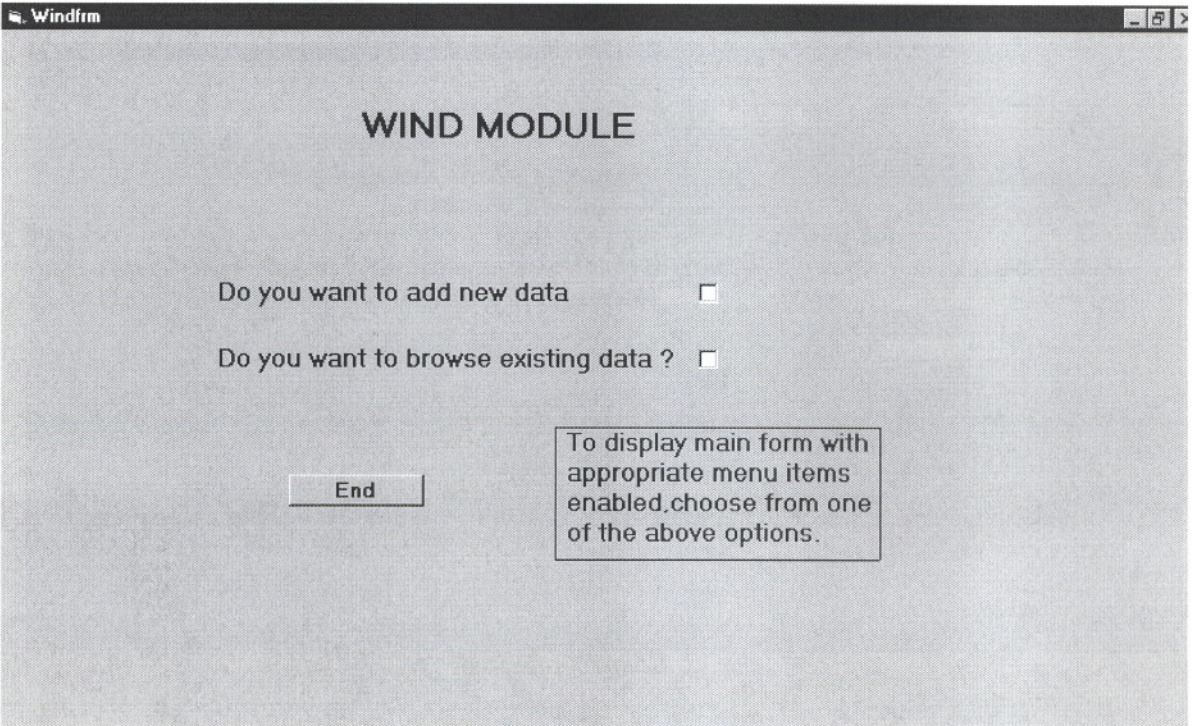 Windfrm
WIND MODULE
Do you want to add new data
Do you want to browse existing data ?
End
To display main form with
appropriate menu items
enabled,choose from one
of the above options.